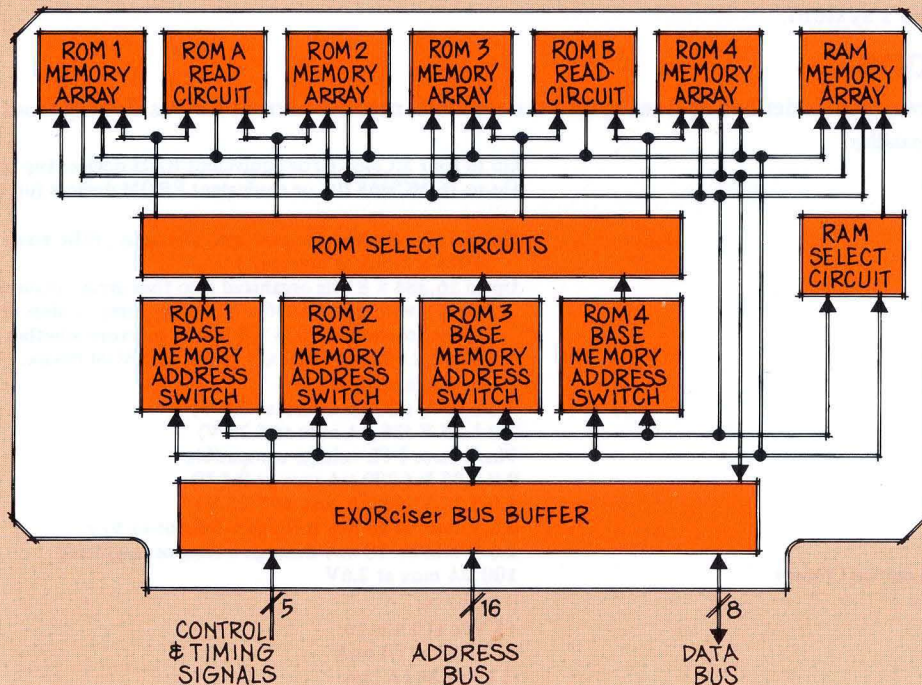 ROM 1
MEMORY
ARRAY
ROM A
READ
CIRCUIT
ROM 2
MEMORY
ARRAY
ROM 3
MEMORY
ARRAY
ROM B
READ
CIRCUIT
ROM 4
MEMORY
ARRAY
RAM
MEMORY
ARRAY
ROM SELECT CIRCUITS
RAM
SELECT
CIRCUIT
ROM 1
BASE
MEMORY
ADDRESS
SWITCH
ROM 2
BASE
MEMORY
ADDRESS
SWITCH
ROM 3
BASE
MEMORY
ADDRESS
SWITCH
ROM 4
BASE
MEMORY
ADDRESS
SWITCH
EXORciser BUS BUFFER
5
16
8
CONTROL
& TIMING
SIGNALS
ADDRESS
BUS
DATA
BUS